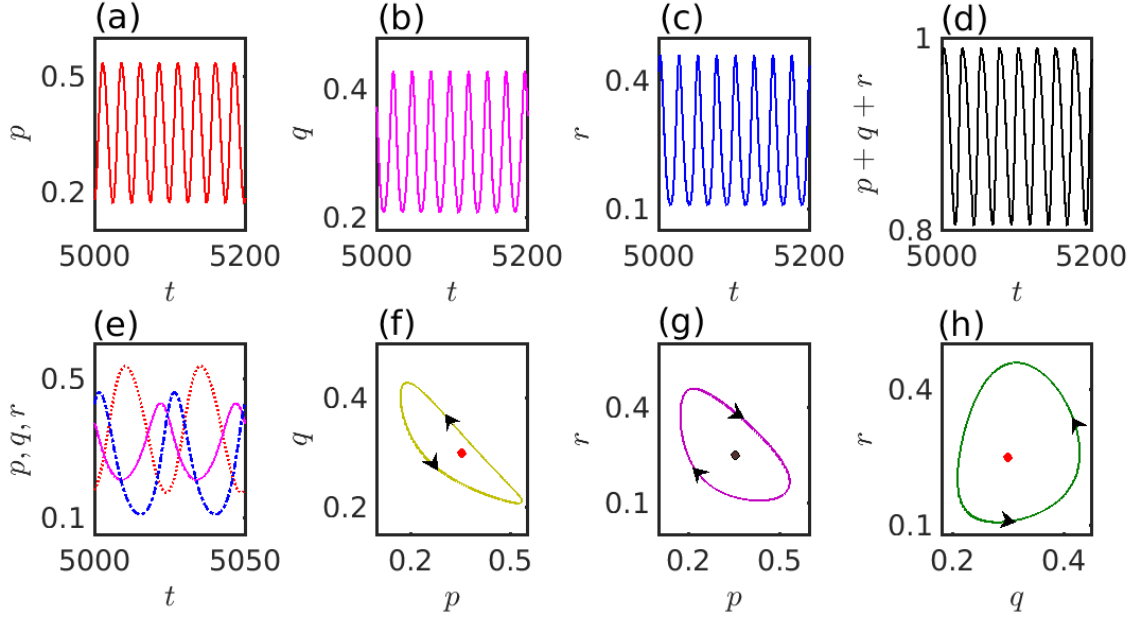 (a) (b) (c) (d)
p 0.5 0.2 5000 5200 t
q 0.4 0.2 5000 5200 t
r 0.4 0.1 5000 5200 t
p + q + r 1 0.8 5000 5200 t
(e) (f) (g) (h)
p, q, r 0.5 0.1 5000 5050 t
q 0.4 0.2 0.2 0.5 p
r 0.4 0.1 0.2 0.5 p
r 0.4 0.1 0.2 0.4 q